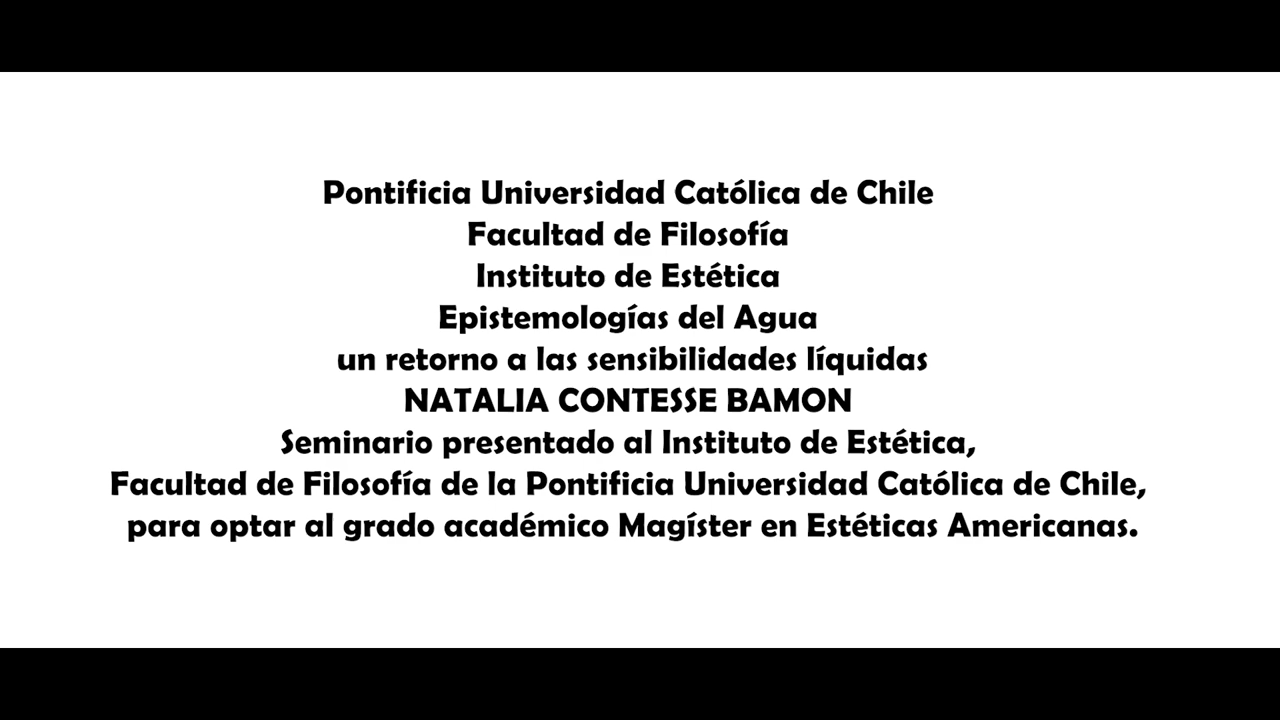 Pontificia Universidad Católica de Chile
Facultad de Filosofía
Instituto de Estética
Epistemologías del Agua
un retorno a las sensibilidades líquidas
NATALIA CONTESSE BAMON
Seminario presentado al Instituto de Estética,
Facultad de Filosofía de la Pontificia Universidad Católica de Chile,
para optar al grado académico Magíster en Estéticas Americanas.